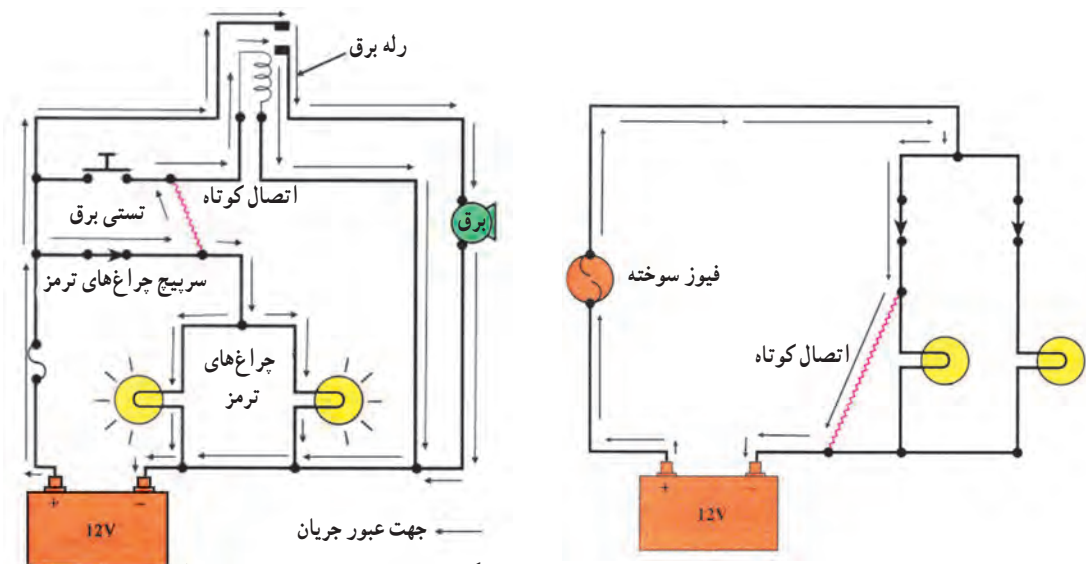 رله برق
اتصال کوتاه
تستی برق
برق
سرپیچ چراغ‌های ترمز
چراغ‌های
ترمز
+
−
12V
جهت عبور جریان
فیوز سوخته
اتصال کوتاه
+
−
12V